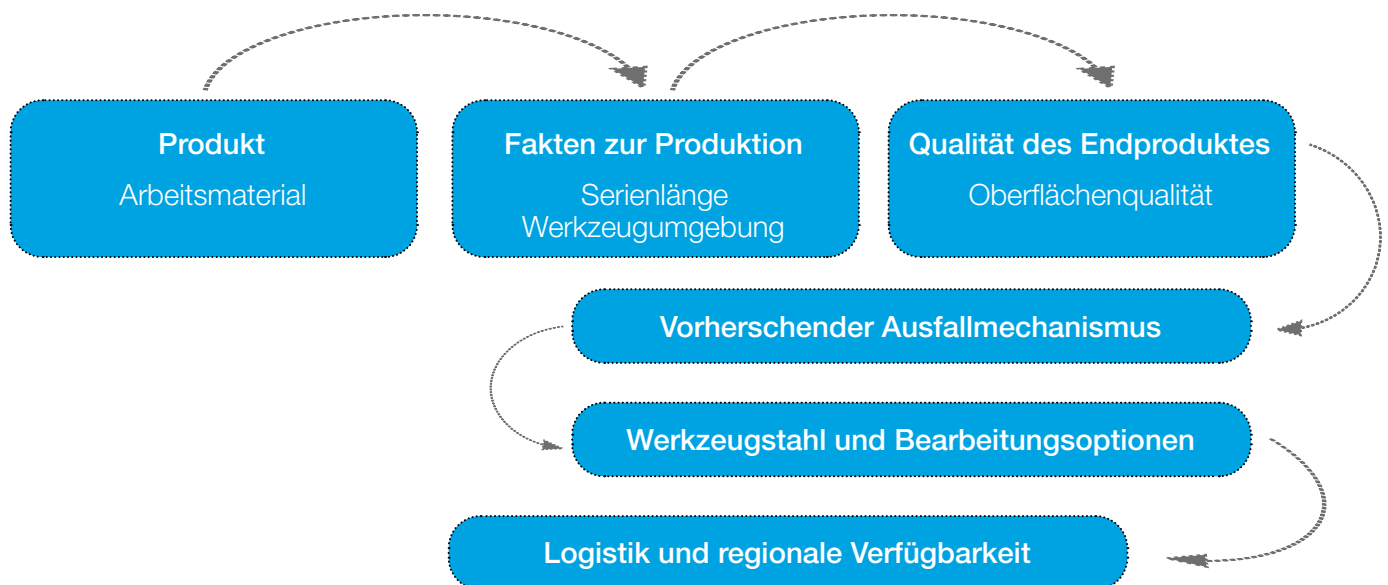 Produkt
Arbeitsmaterial
Fakten zur Produktion
Serienlänge
Werkzeugumgebung
Qualität des Endproduktes
Oberflächenqualität
Vorherschender Ausfallmechanismus
Werkzeugstahl und Bearbeitungsoptionen
Logistik und regionale Verfügbarkeit